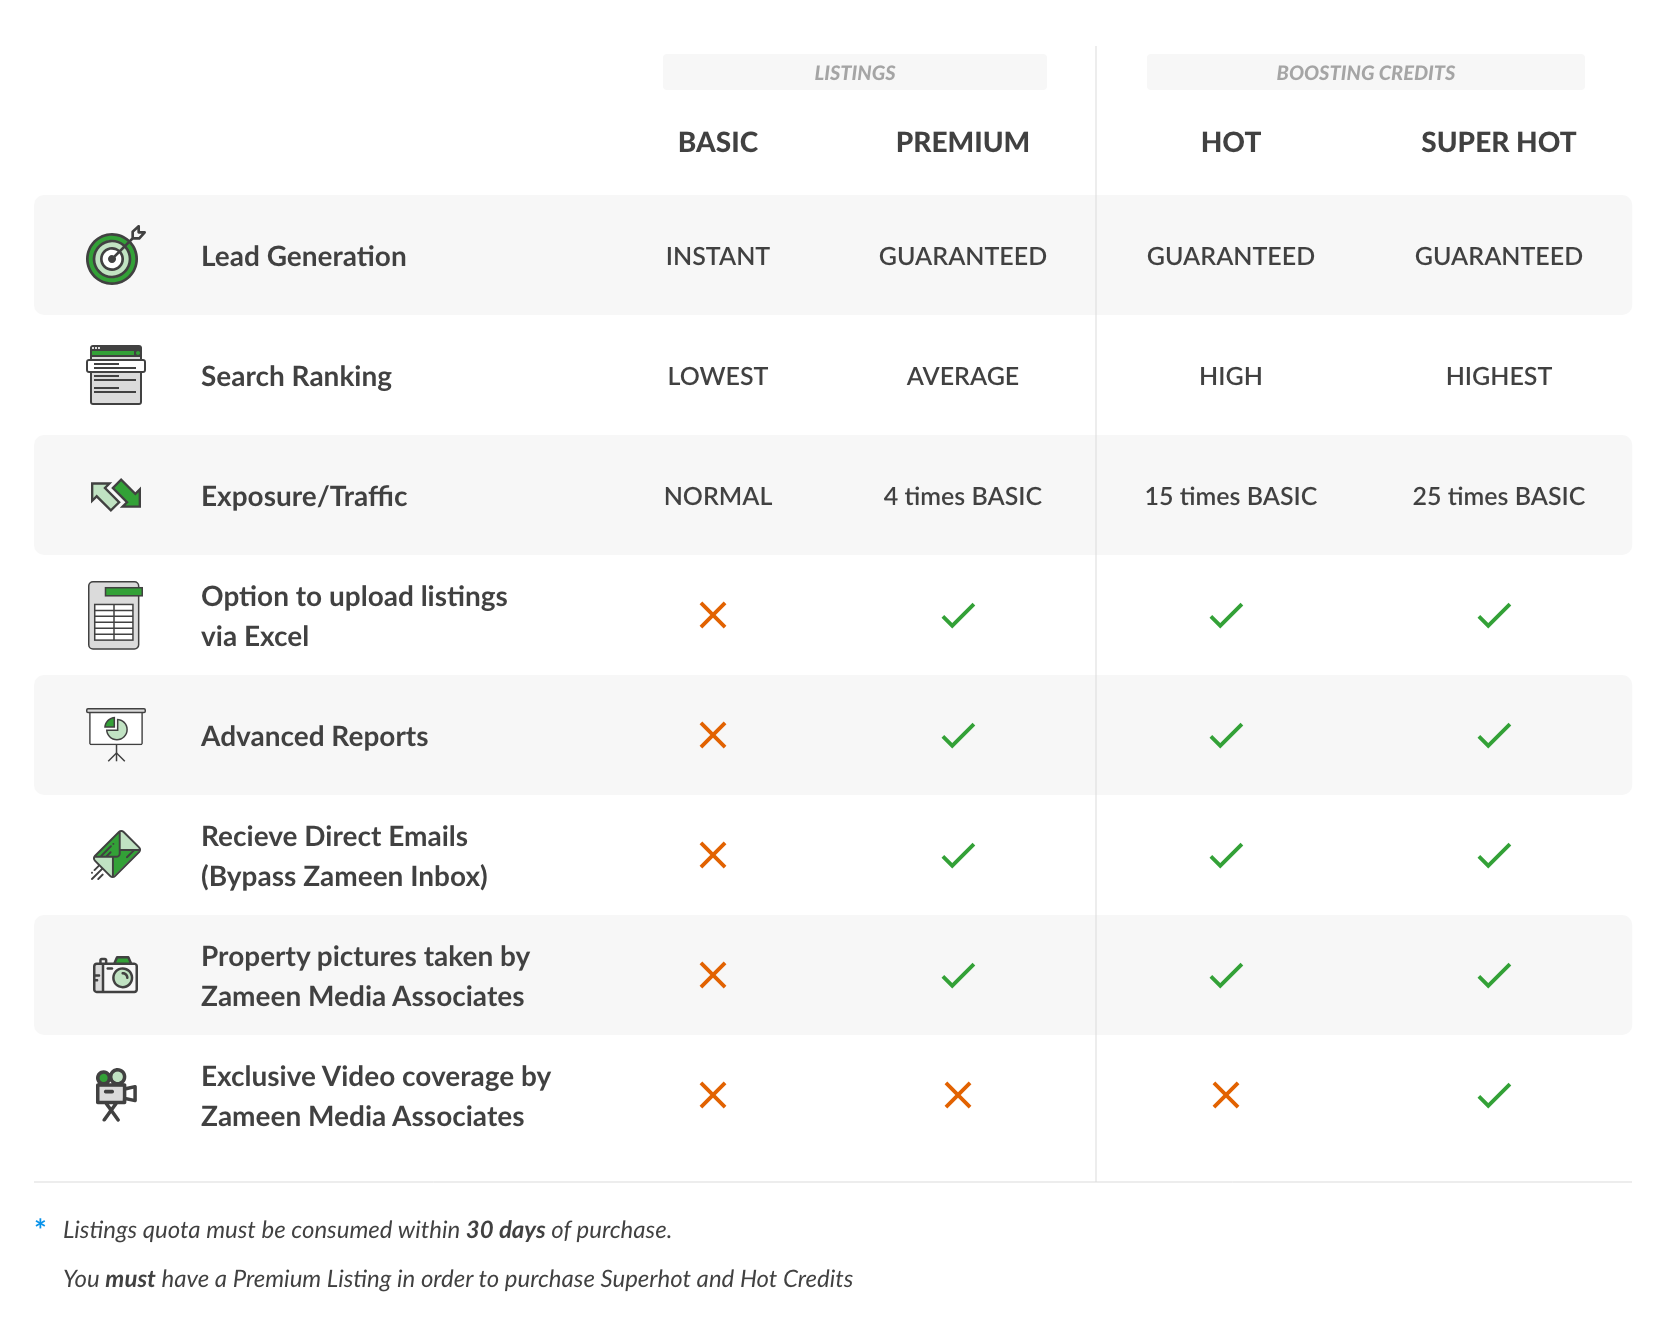 LISTINGS BOOSTING CREDITS
BASIC PREMIUM HOT SUPER HOT
Lead Generation INSTANT GUARANTEED GUARANTEED GUARANTEED
Search Ranking LOWEST AVERAGE HIGH HIGHEST
Exposure/Traffic NORMAL 4 times BASIC 15 times BASIC 25 times BASIC
Option to upload listings
via Excel
Advanced Reports
Recieve Direct Emails
(Bypass Zameen Inbox)
Property pictures taken by
Zameen Media Associates
Exclusive Video coverage by
Zameen Media Associates
* Listings quota must be consumed within 30 days of purchase.
You must have a Premium Listing in order to purchase Superhot and Hot Credits